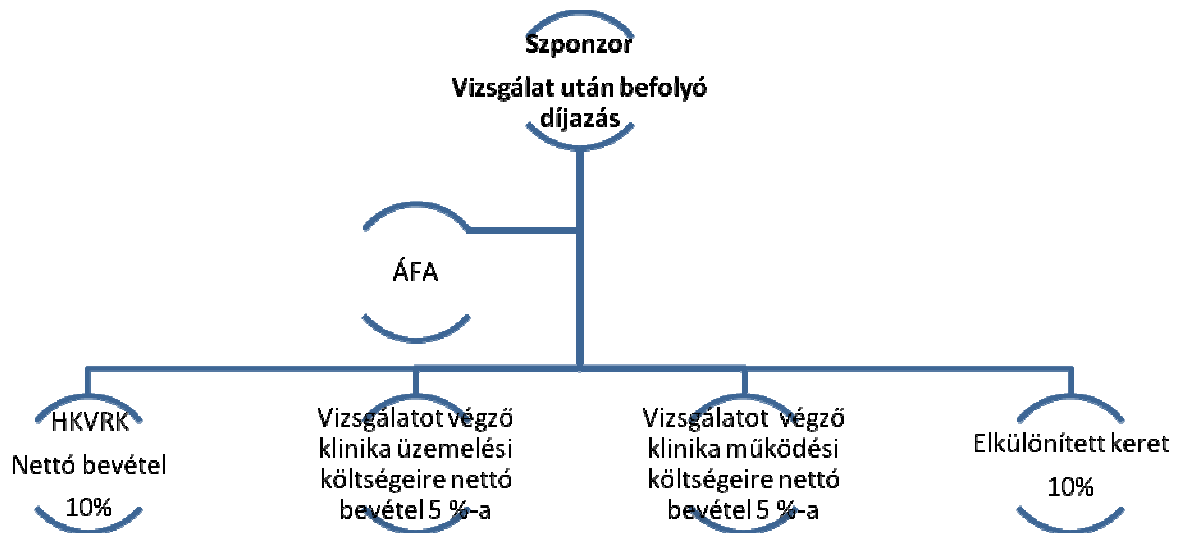 Szponzor
Vizsgálat után befolyó
díjazás
ÁFA
HKVRK
Nettó bevétel
10%
Vizsgálatot végző
klinika üzemelési
költségeire nettó
bevétel 5 %-a
Vizsgálatot végző
klinika működési
költségeire nettó
bevétel 5 %-a
Elkülönített keret
10%